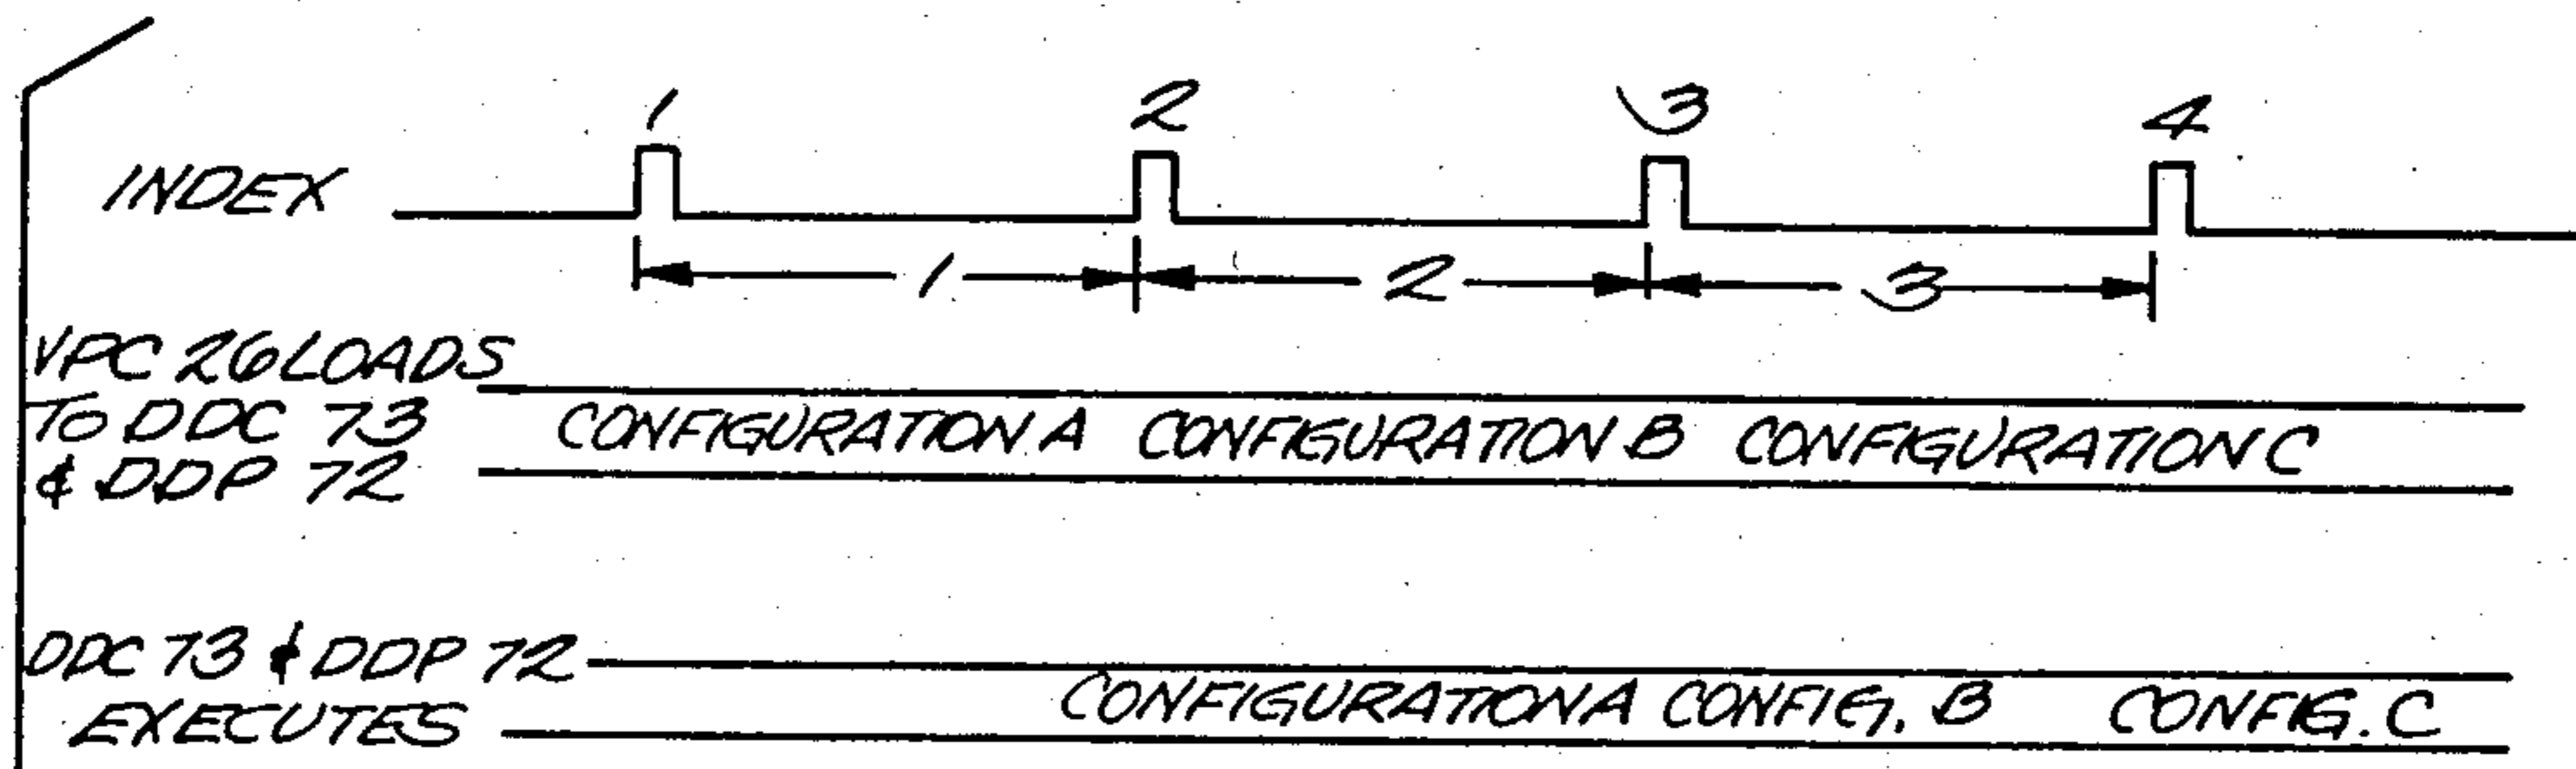 1 2 3 4
INDEX
1 2 3
VPC 26 LOADS
TO DDC 73 CONFIGURATION A CONFIGURATION B CONFIGURATION C
& DDP 72
DDC 73 & DDP 72
EXECUTES CONFIGURATION A CONFIG. B CONFIG. C